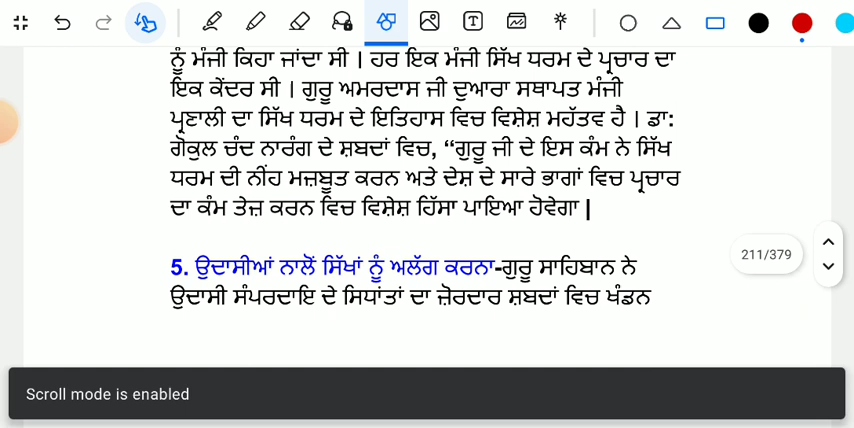 ਨੂੰ ਮੰਜੀ ਕਿਹਾ ਜਾਂਦਾ ਸੀ | ਹਰ ਇਕ ਮੰਜੀ ਸਿੱਖ ਧਰਮ ਦੇ ਪ੍ਰਚਾਰ ਦਾ
ਇਕ ਕੇਂਦਰ ਸੀ | ਗੁਰੂ ਅਮਰਦਾਸ ਜੀ ਦੁਆਰਾ ਸਥਾਪਤ ਮੰਜੀ
ਪ੍ਰਣਾਲੀ ਦਾ ਸਿੱਖ ਧਰਮ ਦੇ ਇਤਿਹਾਸ ਵਿਚ ਵਿਸ਼ੇਸ਼ ਮਹੱਤਵ ਹੈ | ਡਾ:
ਗੋਕੁਲ ਚੰਦ ਨਾਰੰਗ ਦੇ ਸ਼ਬਦਾਂ ਵਿਚ, “ਗੁਰੂ ਜੀ ਦੇ ਇਸ ਕੰਮ ਨੇ ਸਿੱਖ
ਧਰਮ ਦੀ ਨੀਂਹ ਮਜ਼ਬੂਤ ਕਰਨ ਅਤੇ ਦੇਸ਼ ਦੇ ਸਾਰੇ ਭਾਗਾਂ ਵਿਚ ਪ੍ਰਚਾਰ
ਦਾ ਕੰਮ ਤੇਜ਼ ਕਰਨ ਵਿਚ ਵਿਸ਼ੇਸ਼ ਹਿੱਸਾ ਪਾਇਆ ਹੋਵੇਗਾ |
211/379
5. ਉਦਾਸੀਆਂ ਨਾਲੋਂ ਸਿੱਖਾਂ ਨੂੰ ਅਲੱਗ ਕਰਨਾ-ਗੁਰੂ ਸਾਹਿਬਾਨ ਨੇ
ਉਦਾਸੀ ਸੰਪਰਦਾਇ ਦੇ ਸਿਧਾਂਤਾਂ ਦਾ ਜ਼ੋਰਦਾਰ ਸ਼ਬਦਾਂ ਵਿਚ ਖੰਡਨ
Scroll mode is enabled